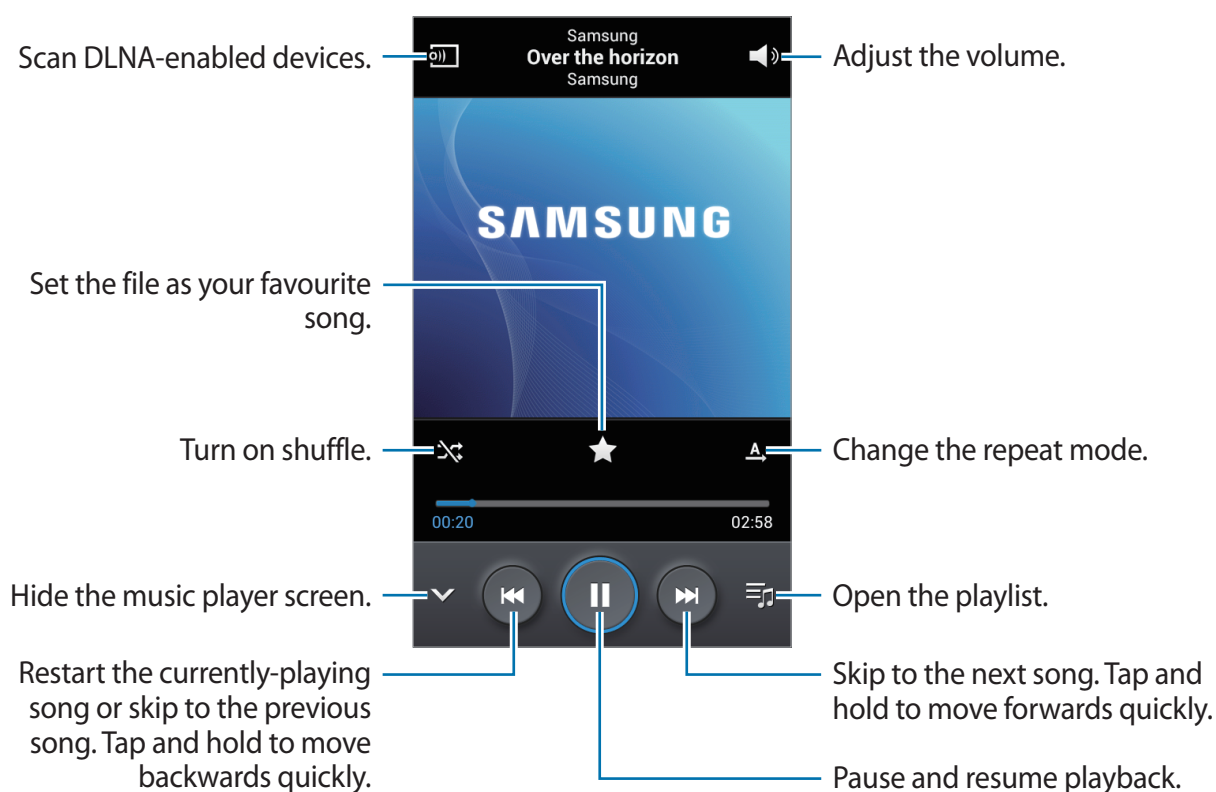 Scan DLNA-enabled devices.
Samsung
Over the horizon
Samsung
Adjust the volume.
SAMSUNG
Set the file as your favourite
song.
Turn on shuffle.
A
Change the repeat mode.
00:20
02:58
Hide the music player screen.
Open the playlist.
Restart the currently-playing
song or skip to the previous
song. Tap and hold to move
backwards quickly.
Skip to the next song. Tap and
hold to move forwards quickly.
Pause and resume playback.